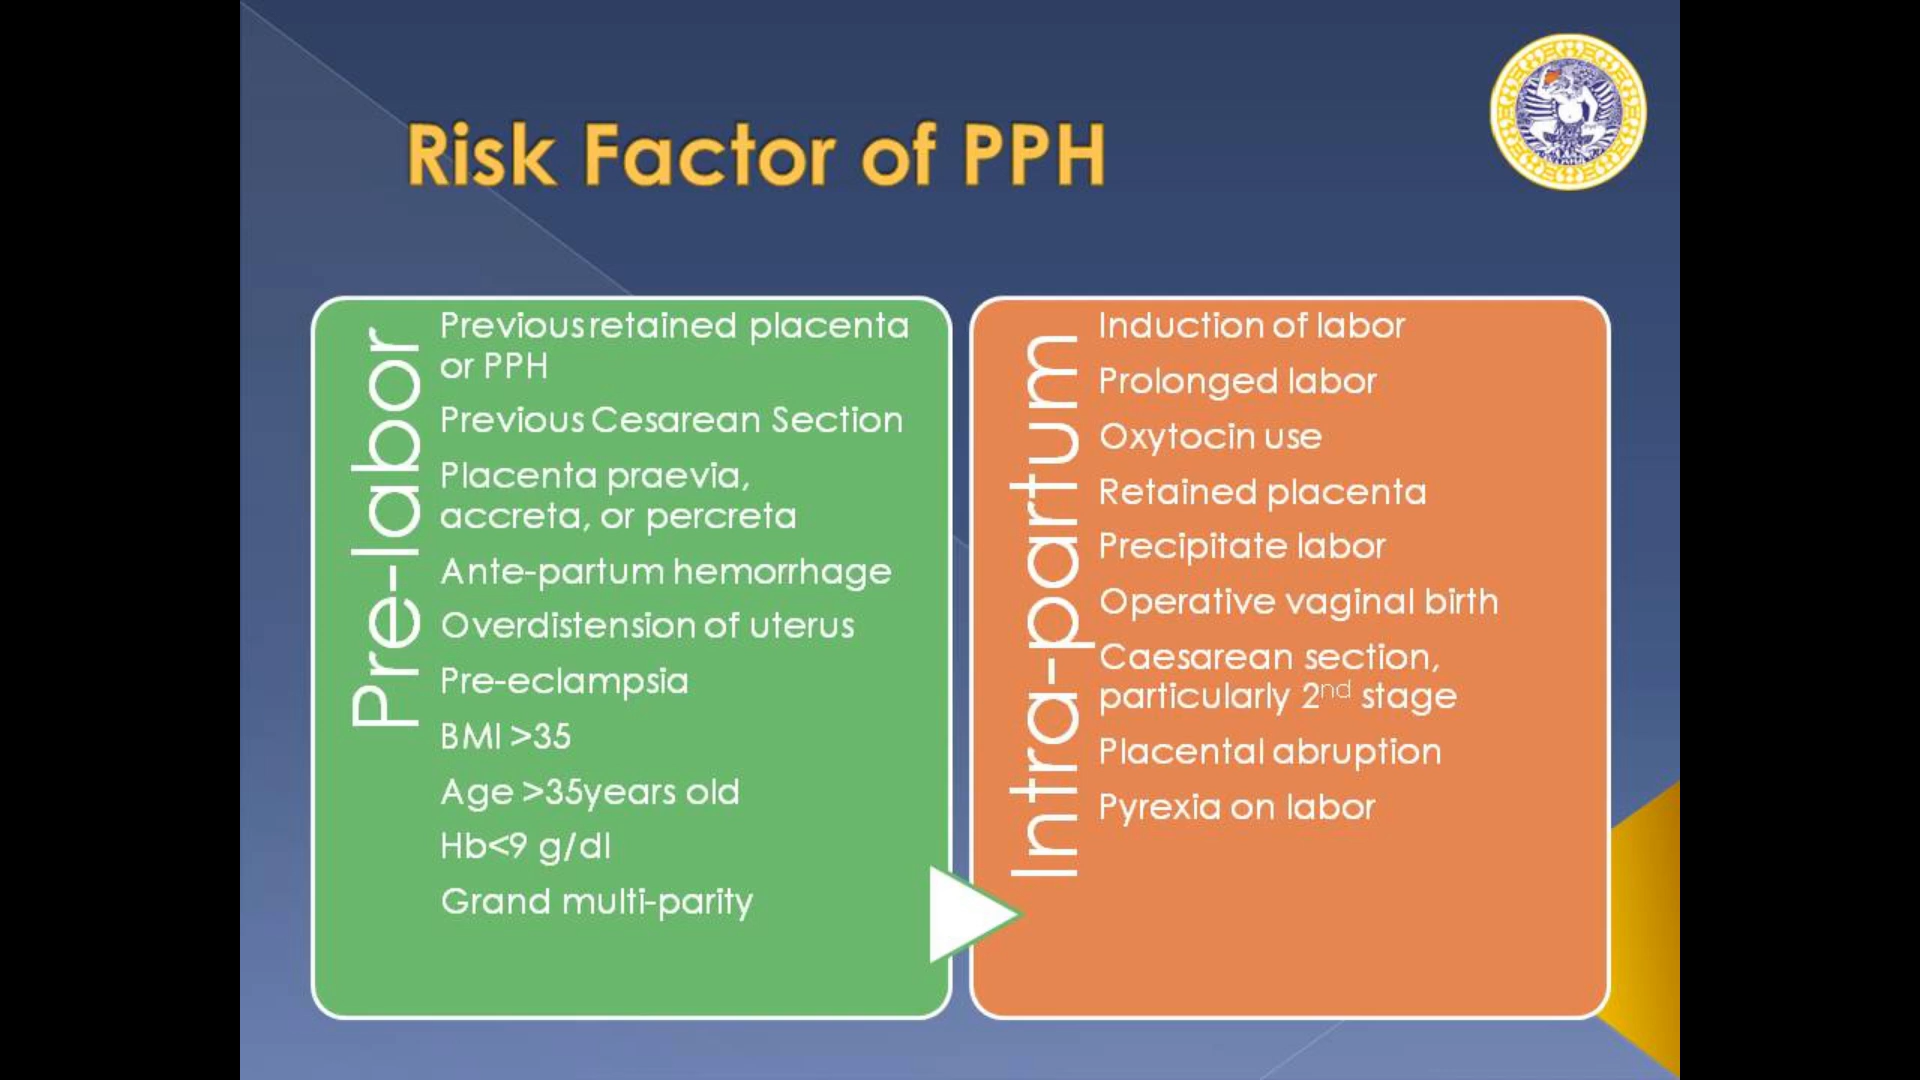 Risk Factor of PPH
Pre-labor
Previous retained placenta
or PPH
Previous Cesarean Section
Placenta praevia,
accreta, or percreta
Ante-partum hemorrhage
Overdistension of uterus
Pre-eclampsia
BMI >35
Age >35years old
Hb<9 g/dl
Grand multi-parity
Intra-partum
Induction of labor
Prolonged labor
Oxytocin use
Retained placenta
Precipitate labor
Operative vaginal birth
Caesarean section,
particularly 2nd stage
Placental abruption
Pyrexia on labor